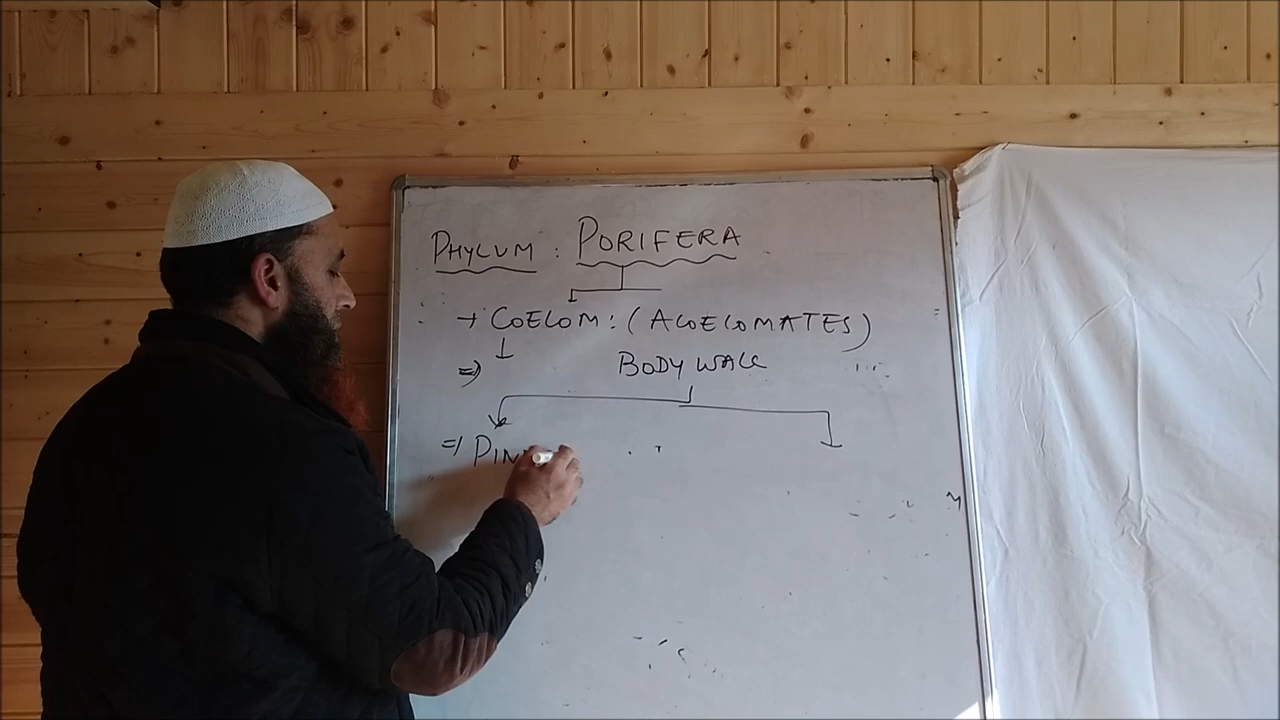 PHYLUM : PORIFERA
→ COELOM : (ACOELOMATES)
⇒ BODY WALL
⇒ PIN